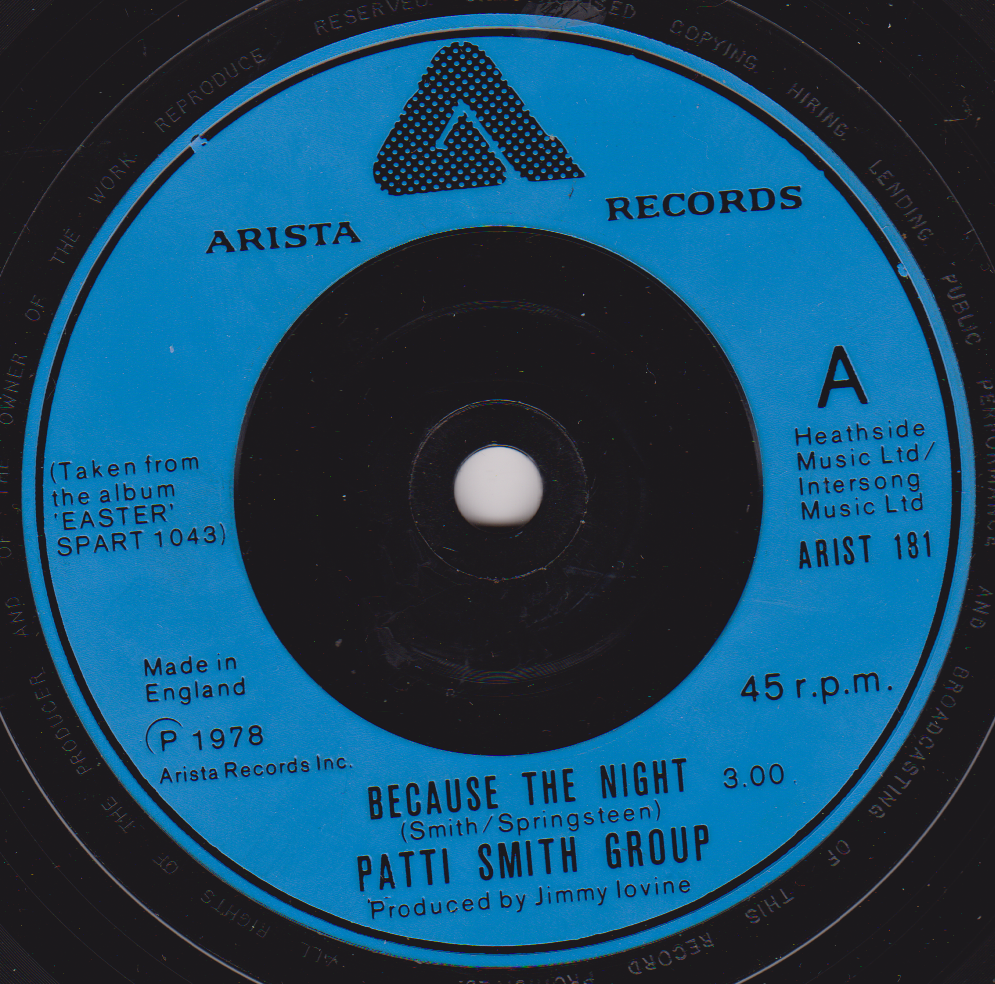 ARISTA RECORDS
A
Heathside
Music Ltd/
Intersong
Music Ltd
ARIST 181
(Taken from
the album
'EASTER'
SPART 1043)
Made in
England
℗ 1978
Arista Records Inc.
45 r.p.m.
BECAUSE THE NIGHT 3.00
(Smith/Springsteen)
PATTI SMITH GROUP
Produced by Jimmy Iovine
ALL RIGHTS OF THE PRODUCER AND OF THE OWNER OF THE WORK REPRODUCE RESERVED COPYING HIRING LENDING PUBLIC PERFORMANCE AND BROADCASTING OF THIS RECORD